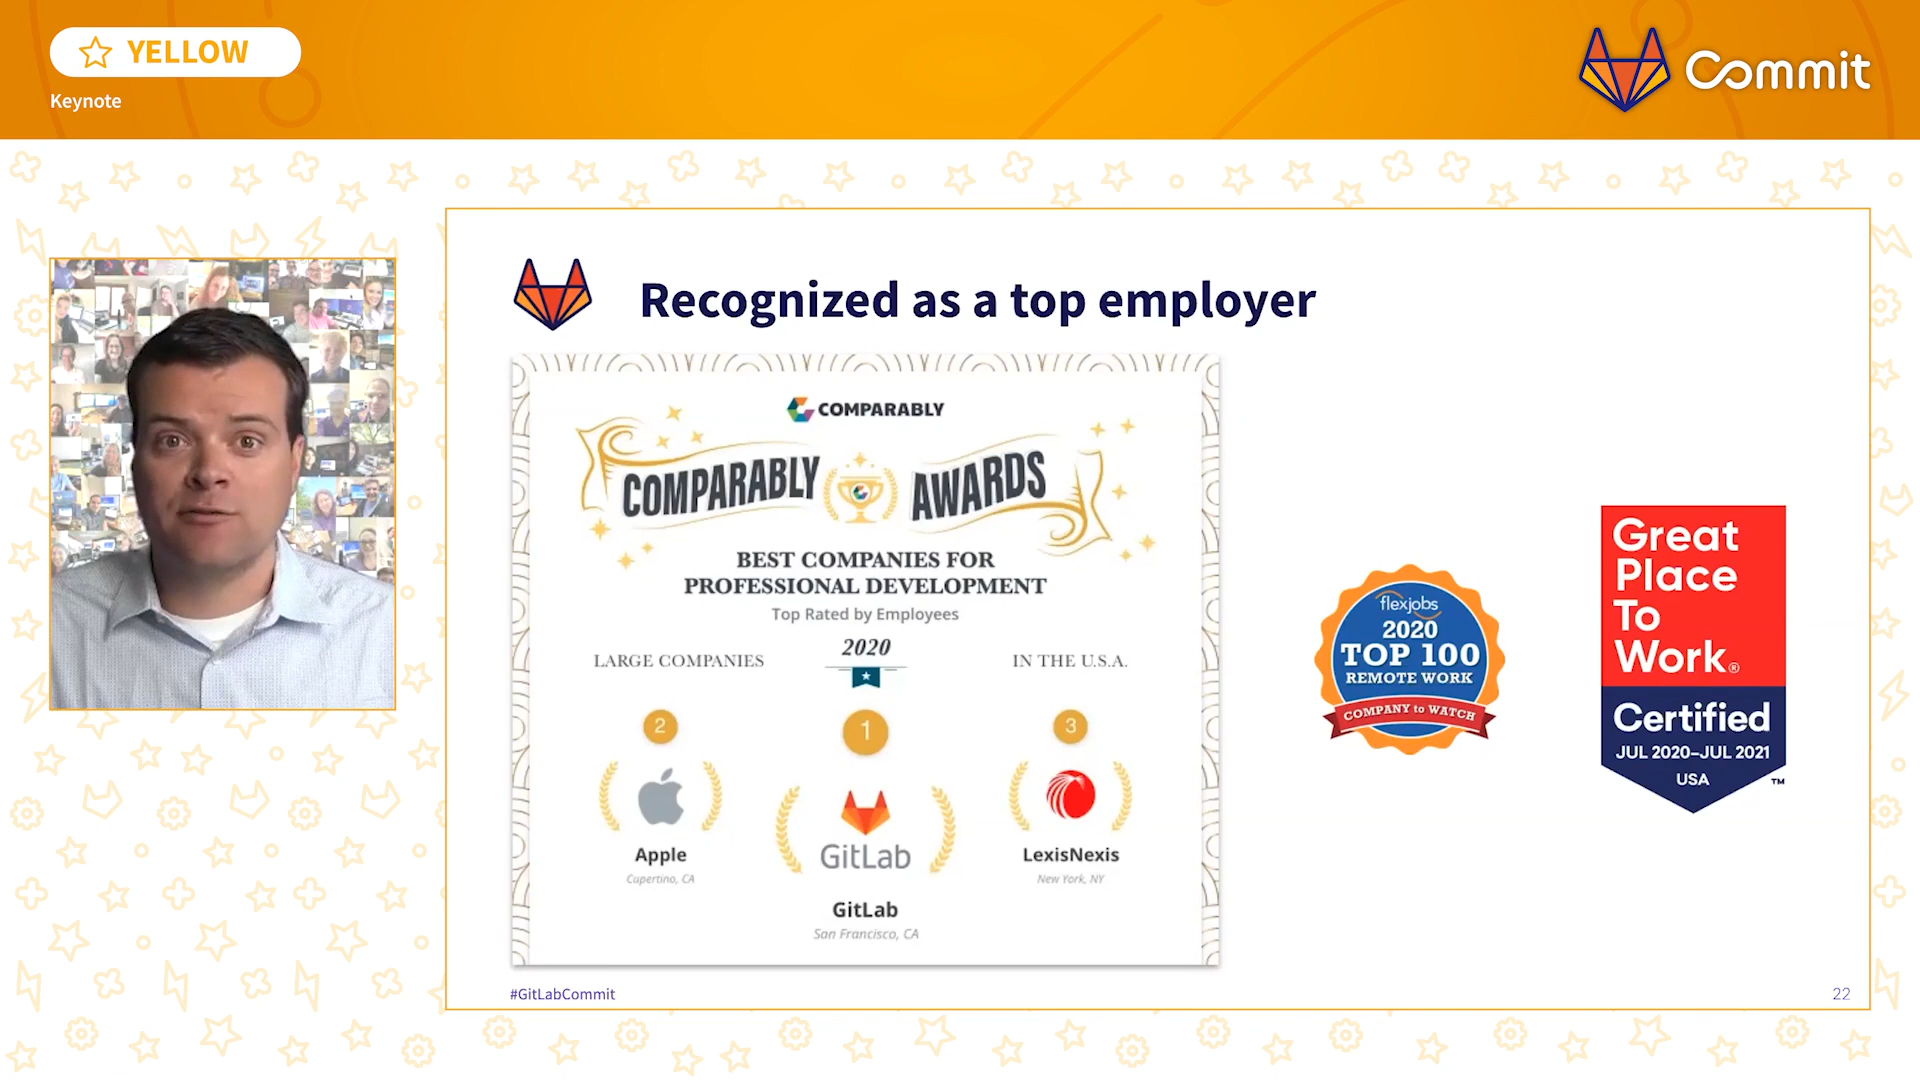 YELLOW
Keynote
Commit
Recognized as a top employer
COMPARABLY
COMPARABLY AWARDS
BEST COMPANIES FOR
PROFESSIONAL DEVELOPMENT
Top Rated by Employees
LARGE COMPANIES
2020
IN THE U.S.A.
2
1
3
GitLab
Apple
Cupertino, CA
GitLab
San Francisco, CA
LexisNexis
New York, NY
flexjobs
2020
TOP 100
REMOTE WORK
COMPANY to WATCH
Great
Place
To
Work®
Certified
JUL 2020–JUL 2021
USA
™
#GitLabCommit
22